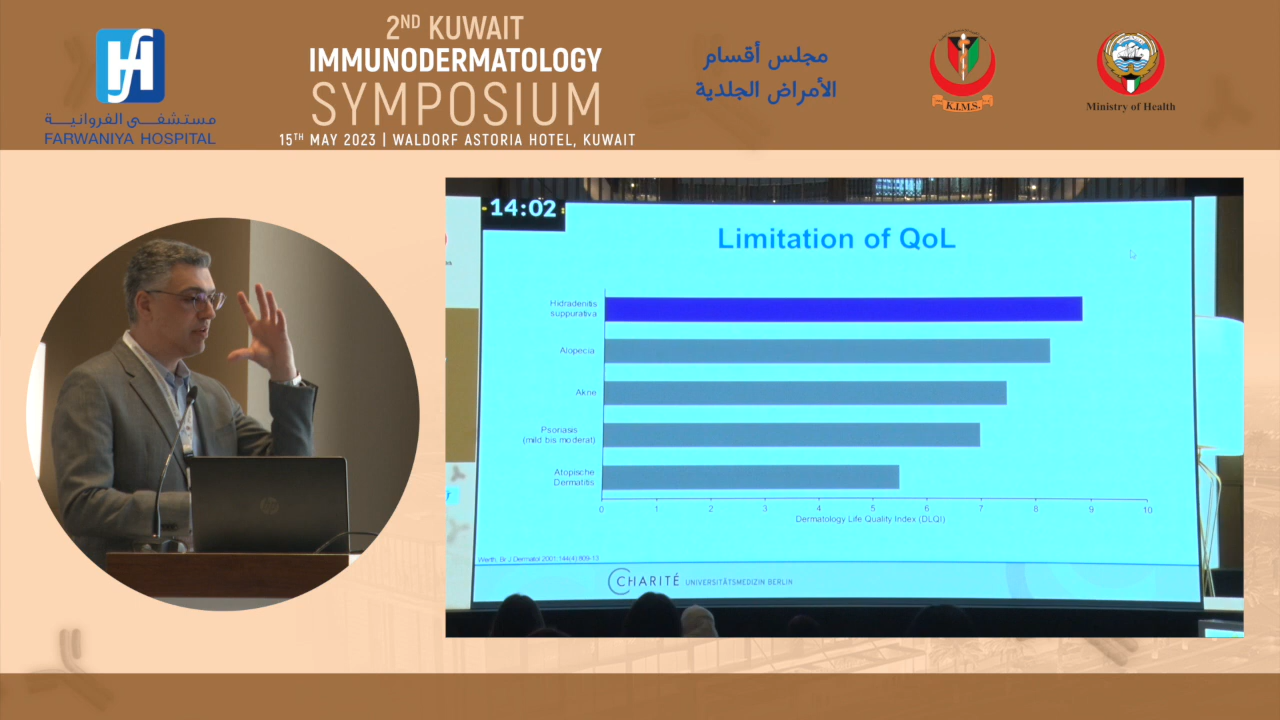 2ND KUWAIT
IMMUNODERMATOLOGY
SYMPOSIUM
15TH MAY 2023 | WALDORF ASTORIA HOTEL, KUWAIT
مستشفى الفروانية
FARWANIYA HOSPITAL
مجلس أقسام
الأمراض الجلدية
K.I.M.S.
Ministry of Health
14:02
Limitation of QoL
Hidradenitis
suppurativa
Alopecia
Akne
Psoriasis
(mild bis moderat)
Atopische
Dermatitis
0 1 2 3 4 5 6 7 8 9 10
Dermatology Life Quality Index (DLQI)
Werth, Br J Dermatol 2001;144(4):809-13
CHARITÉ UNIVERSITÄTSMEDIZIN BERLIN
hp